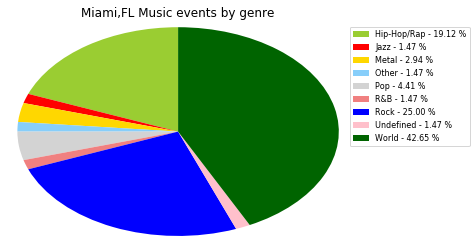 Miami,FL Music events by genre
Hip-Hop/Rap - 19.12 %
Jazz - 1.47 %
Metal - 2.94 %
Other - 1.47 %
Pop - 4.41 %
R&B - 1.47 %
Rock - 25.00 %
Undefined - 1.47 %
World - 42.65 %